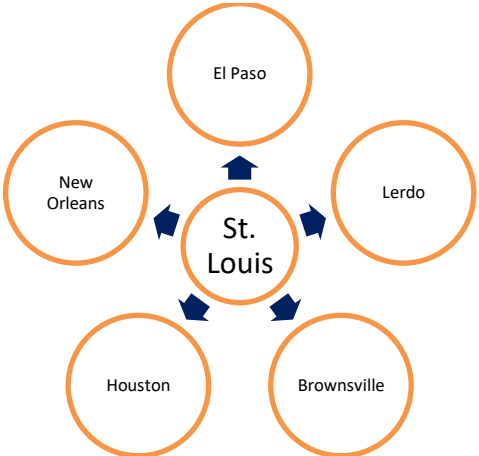 El Paso
New
Orleans
Lerdo
St.
Louis
Houston
Brownsville